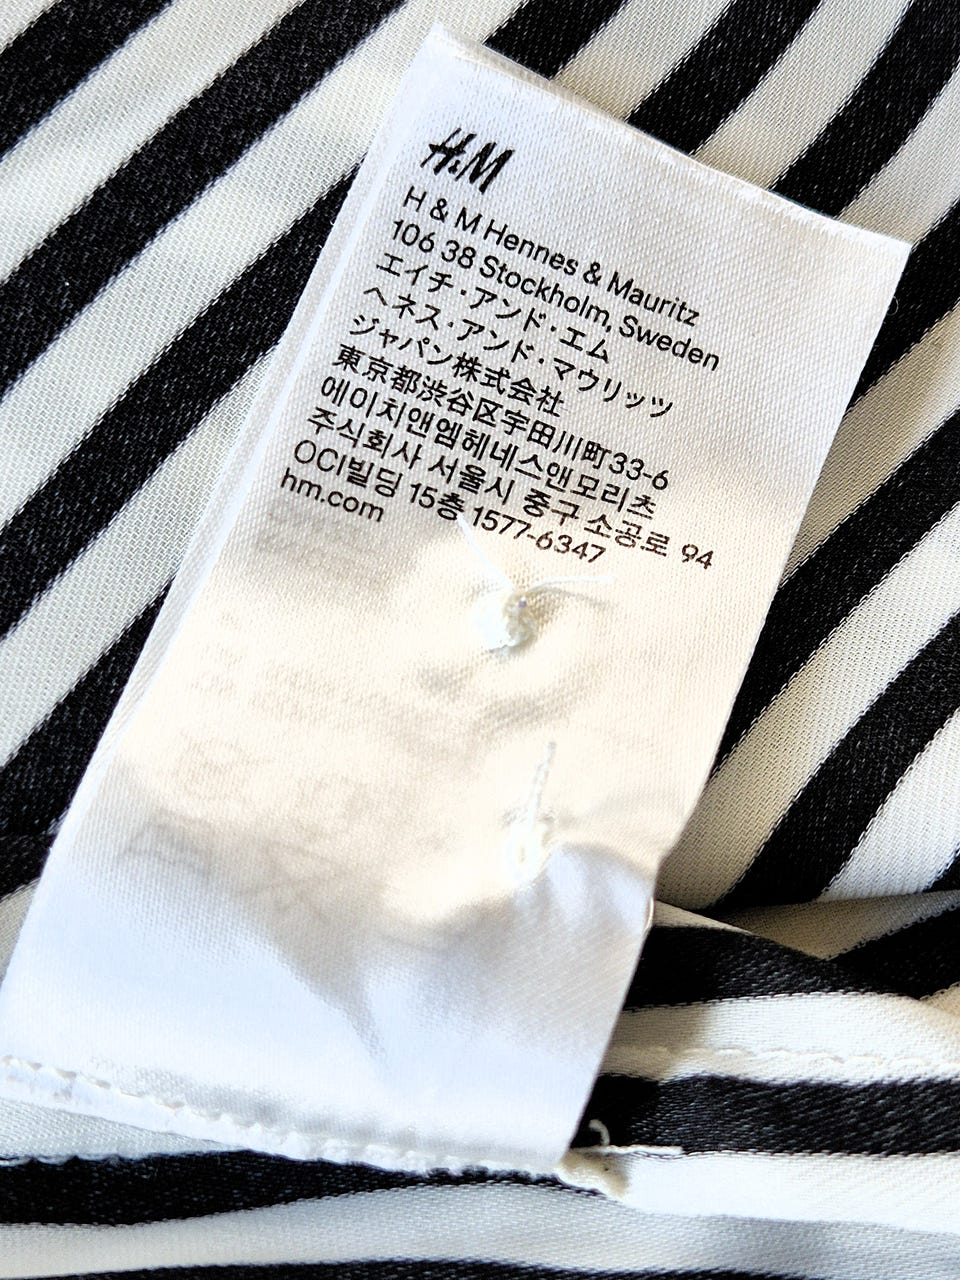 H&M
H & M Hennes & Mauritz
106 38 Stockholm, Sweden
エイチ・アンド・エム
ヘネス・アンド・マウリッツ
ジャパン株式会社
東京都渋谷区宇田川町33-6
에이치앤엠헤네스앤모리츠
주식회사 서울시 중구 소공로 94
OCI빌딩 15층 1577-6347
hm.com